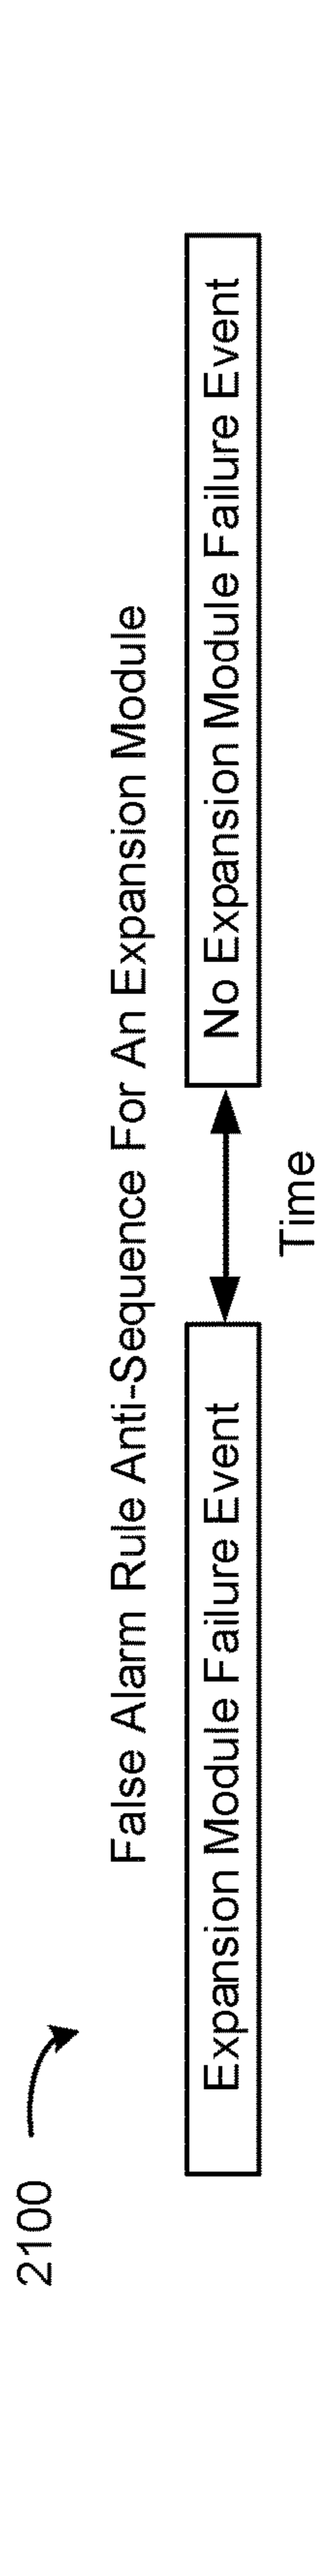 2100
False Alarm Rule Anti-Sequence For An Expansion Module
Expansion Module Failure Event
No Expansion Module Failure Event
Time